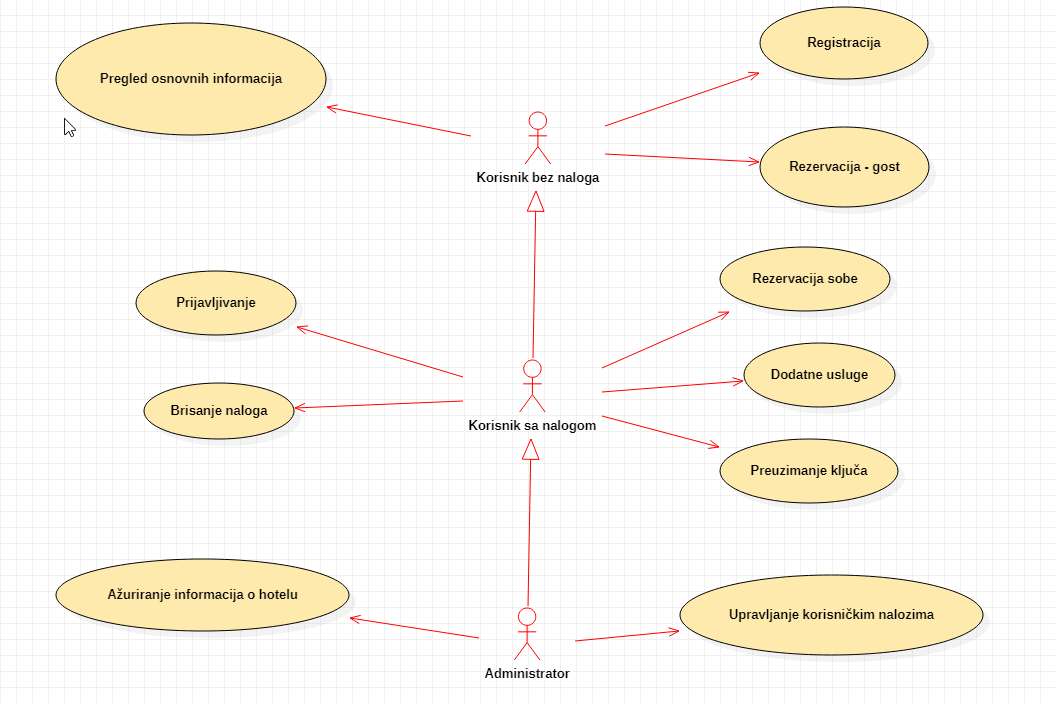 Registracija
Pregled osnovnih informacija
Rezervacija - gost
Korisnik bez naloga
Rezervacija sobe
Prijavljivanje
Dodatne usluge
Brisanje naloga
Korisnik sa nalogom
Preuzimanje ključa
Ažuriranje informacija o hotelu
Upravljanje korisničkim nalozima
Administrator